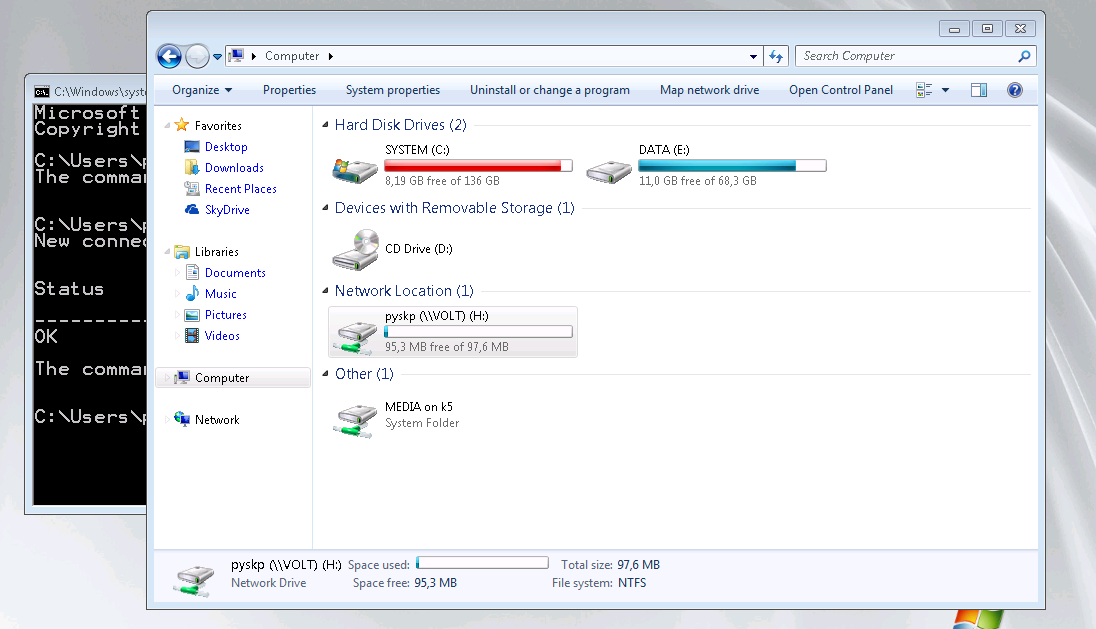 C:\Windows\syst
Microsoft
Copyright
C:\Users\p
The comman
C:\Users\p
New connec
Status
OK
The comman
C:\Users\p
Computer
Search Computer
Organize
Properties
System properties
Uninstall or change a program
Map network drive
Open Control Panel
Favorites
Desktop
Downloads
Recent Places
SkyDrive
Libraries
Documents
Music
Pictures
Videos
Computer
Network
Hard Disk Drives (2)
SYSTEM (C:)
8,19 GB free of 136 GB
DATA (E:)
11,0 GB free of 68,3 GB
Devices with Removable Storage (1)
CD Drive (D:)
Network Location (1)
pyskp (\\VOLT) (H:)
95,3 MB free of 97,6 MB
Other (1)
MEDIA on k5
System Folder
pyskp (\\VOLT) (H:) Space used: Total size: 97,6 MB
Network Drive Space free: 95,3 MB File system: NTFS